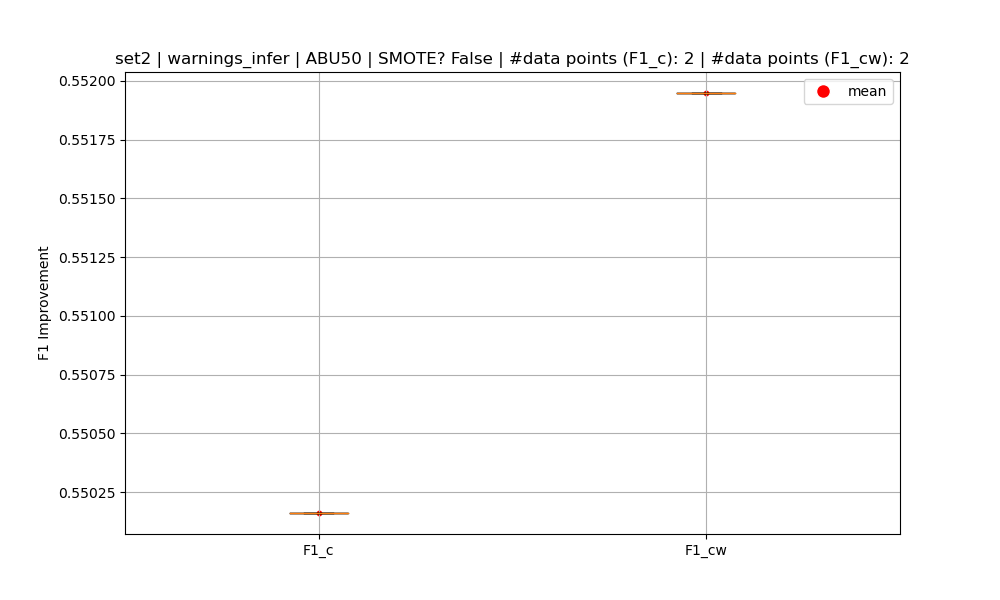 set2 | warnings_infer | ABU50 | SMOTE? False | #data points (F1_c): 2 | #data points (F1_cw): 2
mean
0.55200
0.55175
0.55150
0.55125
0.55100
0.55075
0.55050
0.55025
F1 Improvement
F1_c
F1_cw